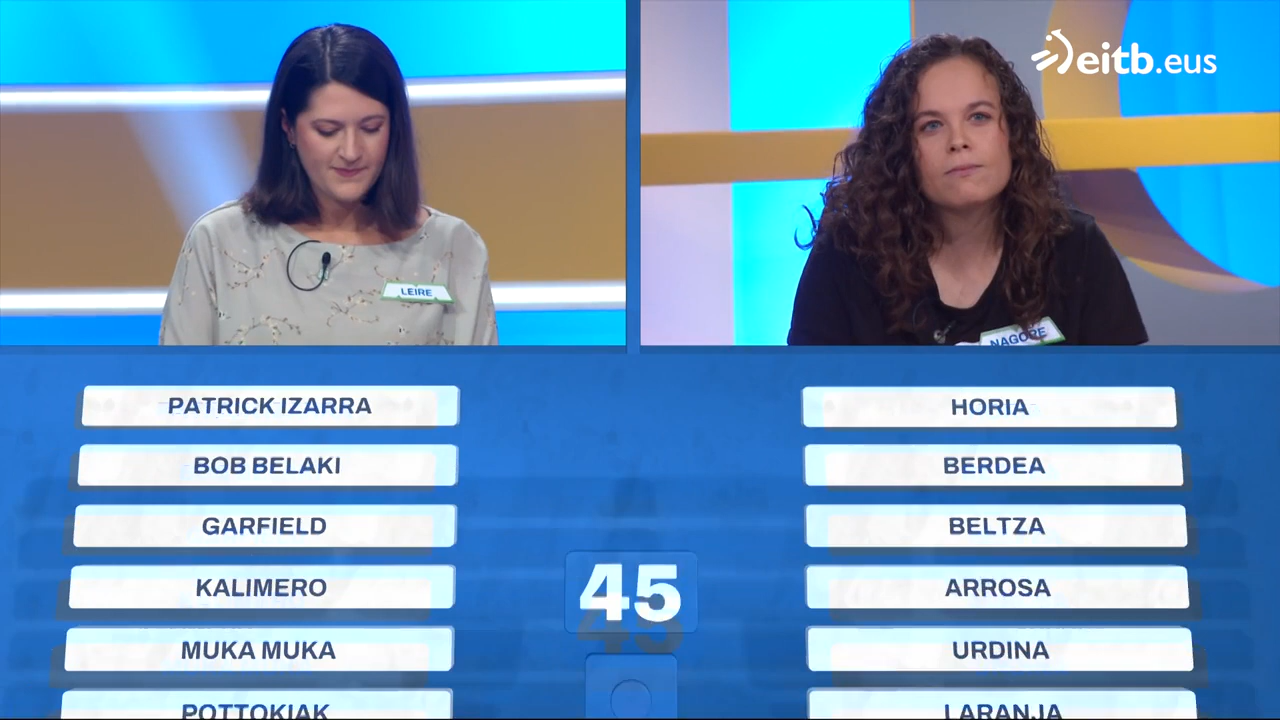 eitb.eus
LEIRE
NAGORE
PATRICK IZARRA
BOB BELAKI
GARFIELD
KALIMERO
MUKA MUKA
POTTOKIAK
45
HORIA
BERDEA
BELTZA
ARROSA
URDINA
LARANJA